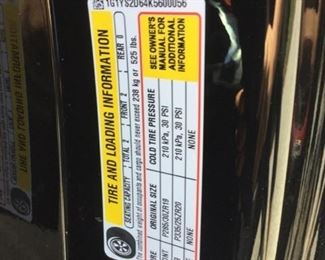 1G1YS2D64K5600056
TIRE AND LOADING INFORMATION
SEATING CAPACITY TOTAL 2 FRONT 2 REAR 0
The combined weight of occupants and cargo should never exceed 238 kg or 525 lbs.
ORIGINAL SIZE COLD TIRE PRESSURE
P285/30ZR19 210 kPa, 30 PSI
P335/25ZR20 210 kPa, 30 PSI
NONE NONE
SEE OWNER'S
MANUAL FOR
ADDITIONAL
INFORMATION